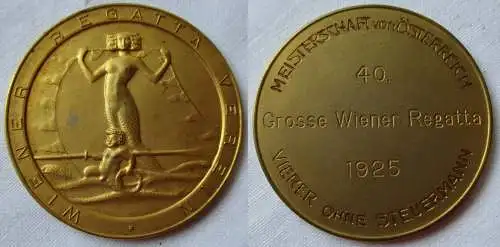 WIENER REGATTA VEREIN
MEISTERSCHAFT VON ÖSTERREICH
40.
Grosse Wiener Regatta
1925
VIERER OHNE STEUERMANN